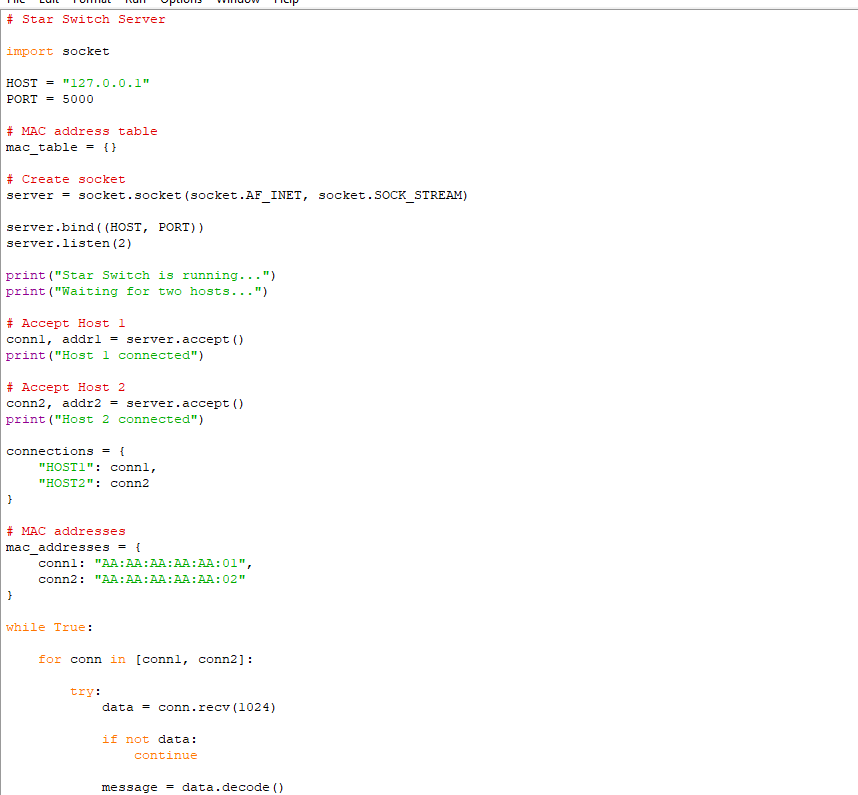 File Edit Format Run Options Window Help
# Star Switch Server
import socket
HOST = "127.0.0.1"
PORT = 5000
# MAC address table
mac_table = {}
# Create socket
server = socket.socket(socket.AF_INET, socket.SOCK_STREAM)
server.bind((HOST, PORT))
server.listen(2)
print("Star Switch is running...")
print("Waiting for two hosts...")
# Accept Host 1
conn1, addr1 = server.accept()
print("Host 1 connected")
# Accept Host 2
conn2, addr2 = server.accept()
print("Host 2 connected")
connections = {
    "HOST1": conn1,
    "HOST2": conn2
}
# MAC addresses
mac_addresses = {
    conn1: "AA:AA:AA:AA:AA:01",
    conn2: "AA:AA:AA:AA:AA:02"
}
while True:
    for conn in [conn1, conn2]:
        try:
            data = conn.recv(1024)
            if not data:
                continue
            message = data.decode()